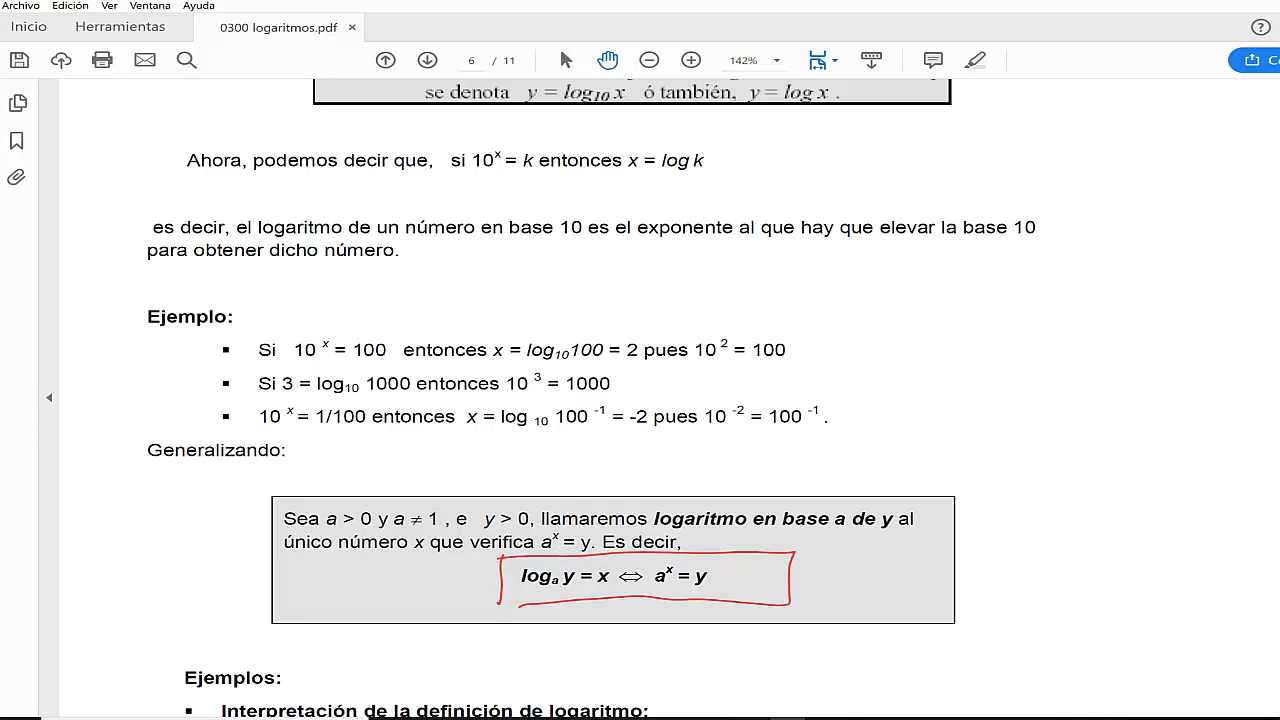 Archivo Edición Ver Ventana Ayuda
Inicio Herramientas 0300 logaritmos.pdf ×
6 / 11 142%
se denota y = log₁₀ x ó también, y = log x .
Ahora, podemos decir que, si 10ˣ = k entonces x = log k
es decir, el logaritmo de un número en base 10 es el exponente al que hay que elevar la base 10
para obtener dicho número.
Ejemplo:
▪ Si 10 ˣ = 100 entonces x = log₁₀100 = 2 pues 10 ² = 100
▪ Si 3 = log₁₀ 1000 entonces 10 ³ = 1000
▪ 10 ˣ = 1/100 entonces x = log ₁₀ 100 ⁻¹ = -2 pues 10 ⁻² = 100 ⁻¹ .
Generalizando:
Sea a > 0 y a ≠ 1 , e y > 0, llamaremos logaritmo en base a de y al
único número x que verifica aˣ = y. Es decir,
logₐ y = x ⇔ aˣ = y
Ejemplos:
▪ Interpretación de la definición de logaritmo: